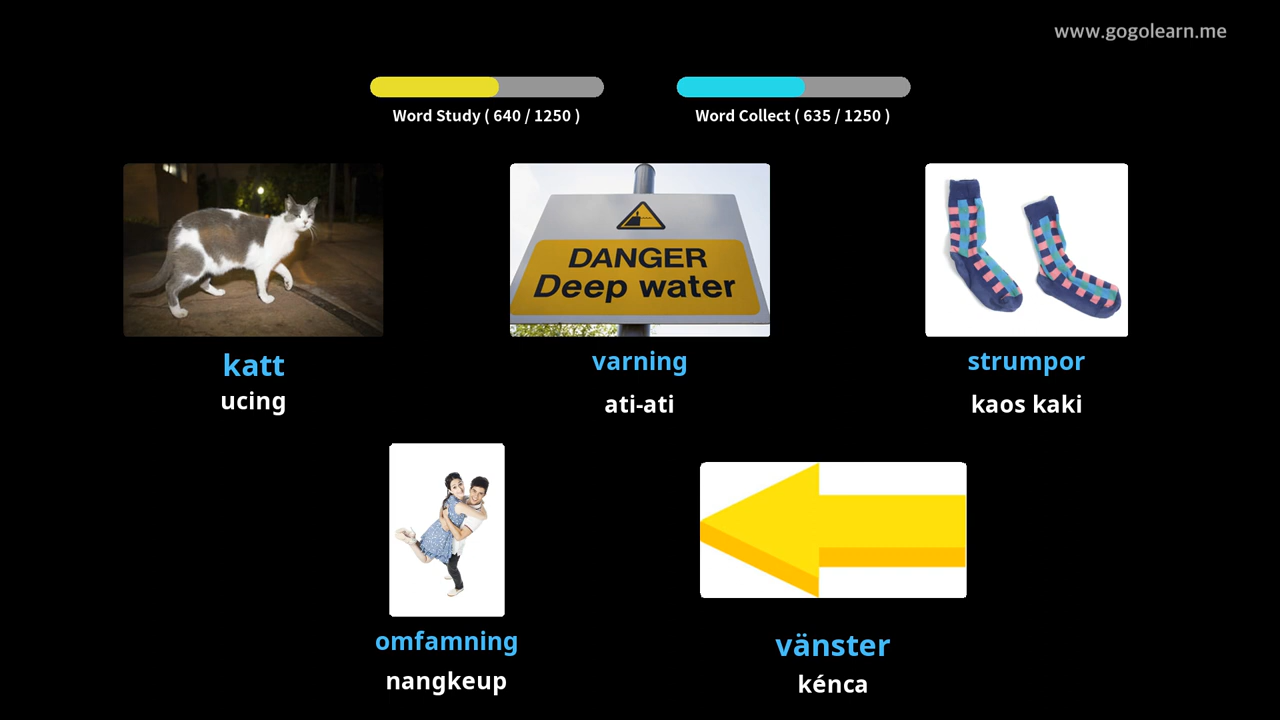 www.gogolearn.me
Word Study ( 640 / 1250 )
Word Collect ( 635 / 1250 )
DANGER
Deep water
katt
varning
strumpor
ucing
ati-ati
kaos kaki
omfamning
vänster
nangkeup
kénca